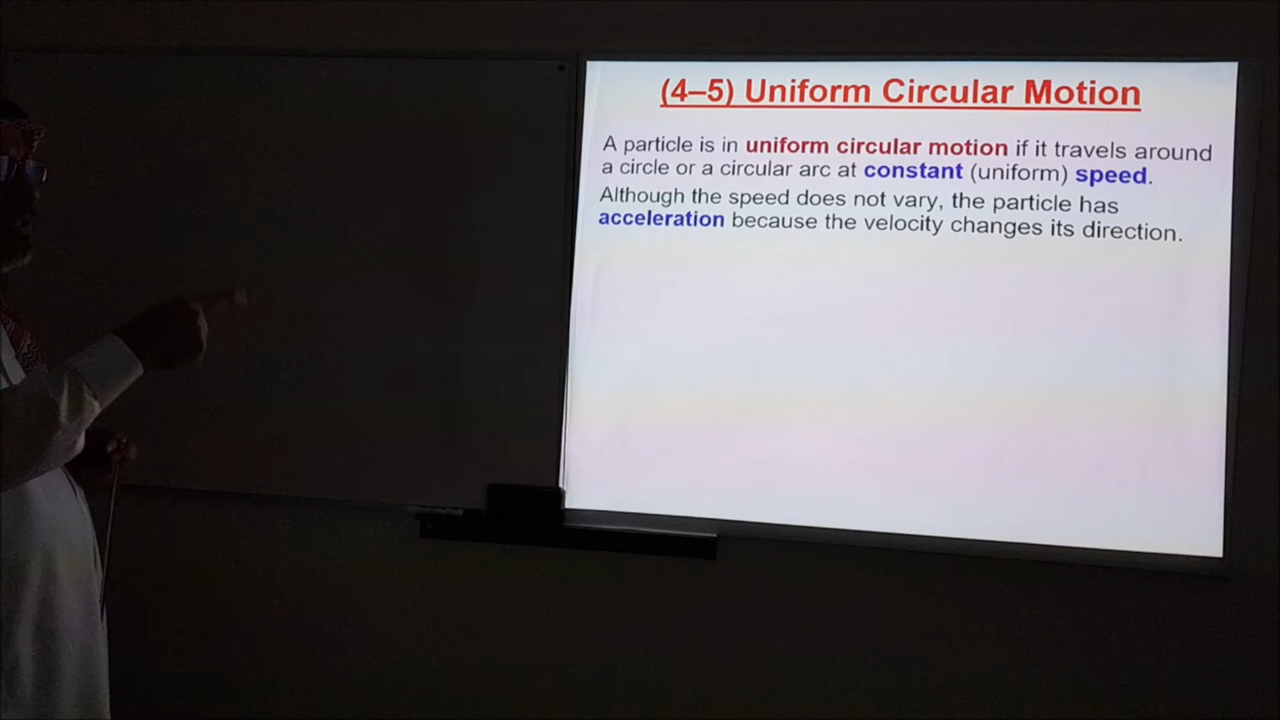 (4–5) Uniform Circular Motion
A particle is in uniform circular motion if it travels around
a circle or a circular arc at constant (uniform) speed.
Although the speed does not vary, the particle has
acceleration because the velocity changes its direction.